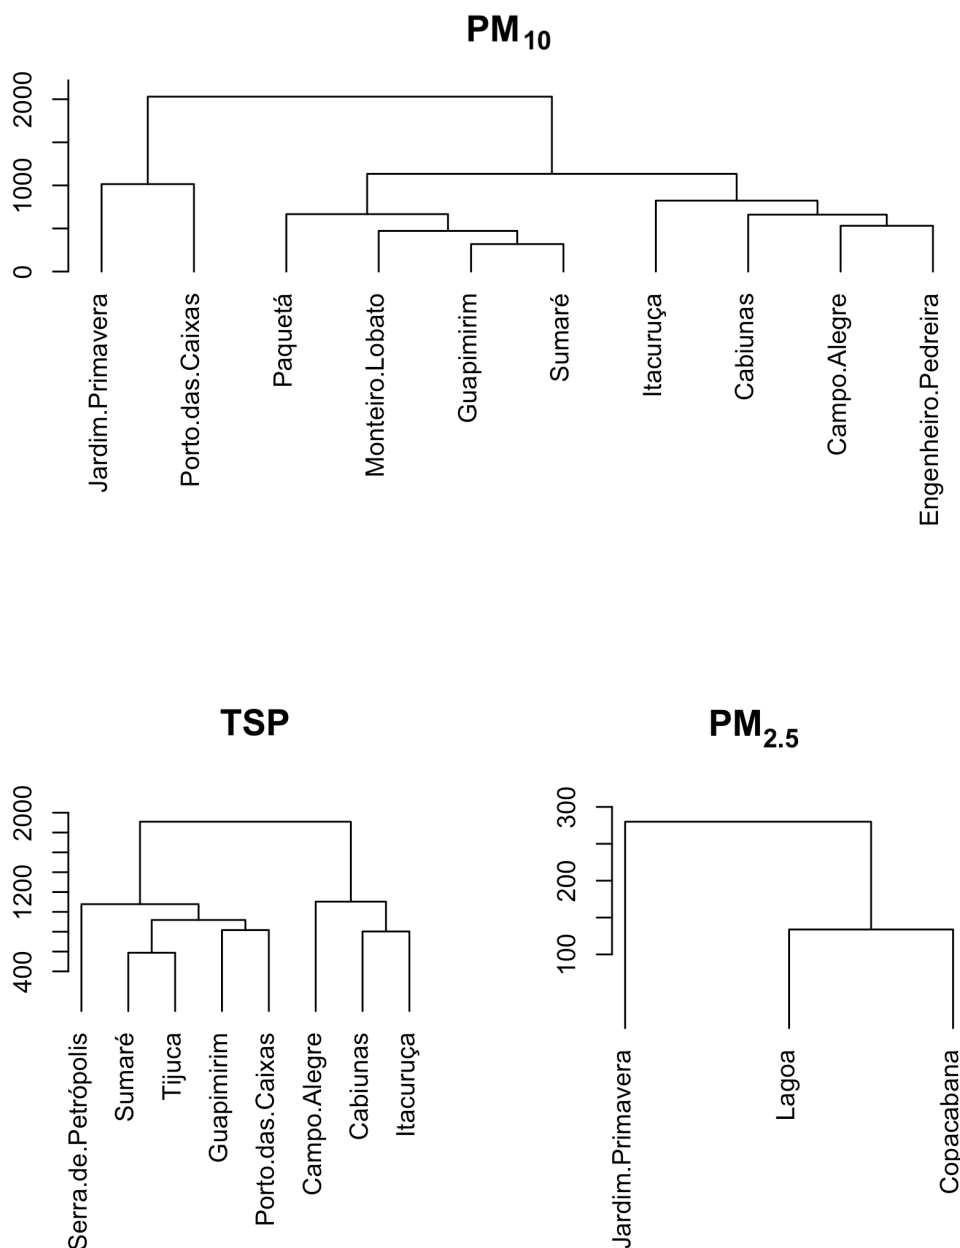 PM10
2000
1000
0
Jardim.Primavera
Porto.das.Caixas
Paquetá
Monteiro.Lobato
Guapimirim
Sumaré
Itacuruça
Cabiunas
Campo.Alegre
Engenheiro.Pedreira
TSP
2000
1200
400
Serra.de.Petrópolis
Sumaré
Tijuca
Guapimirim
Porto.das.Caixas
Campo.Alegre
Cabiunas
Itacuruça
PM2.5
300
200
100
Jardim.Primavera
Lagoa
Copacabana